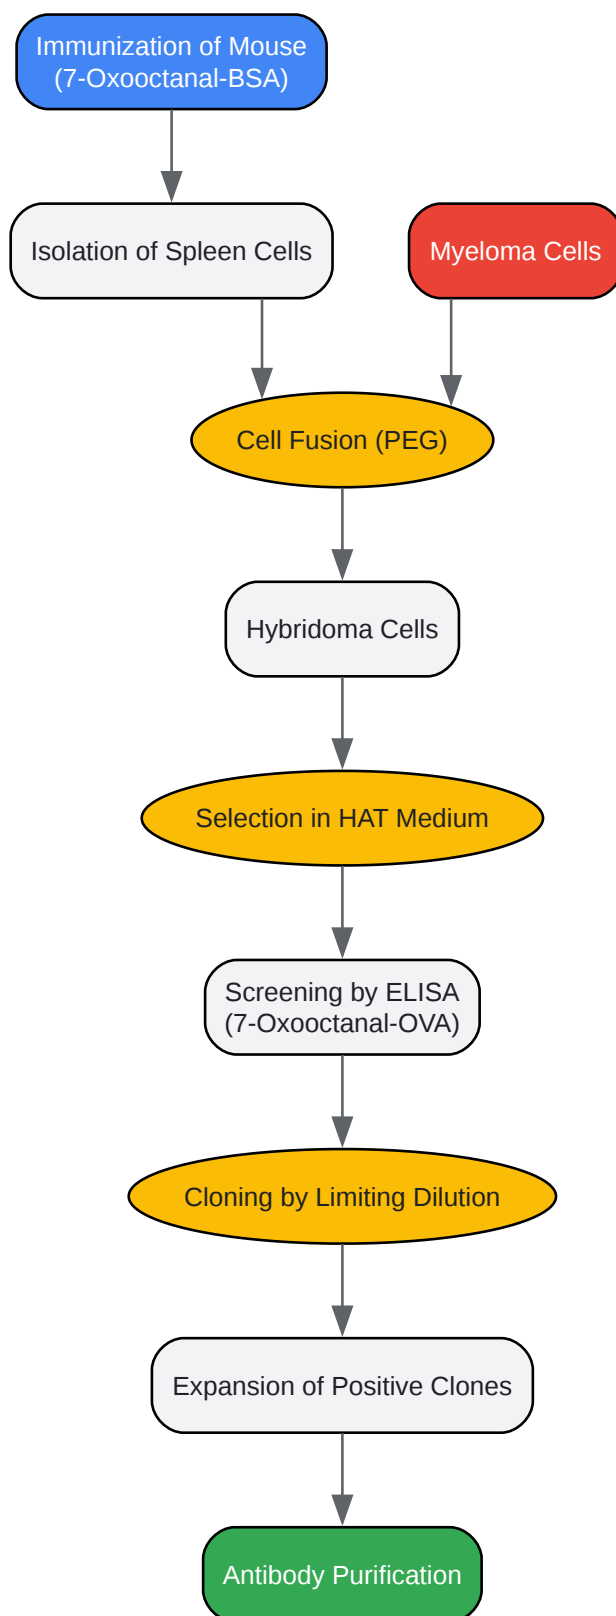 Immunization of Mouse
(7-Oxooctanal-BSA)
Isolation of Spleen Cells
Myeloma Cells
Cell Fusion (PEG)
Hybridoma Cells
Selection in HAT Medium
Screening by ELISA
(7-Oxooctanal-OVA)
Cloning by Limiting Dilution
Expansion of Positive Clones
Antibody Purification